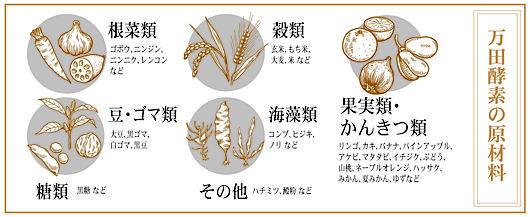 万田酵素の原材料
根菜類
ゴボウ、ニンジン、
ニンニク、レンコン
など
穀類
玄米、もち米、
大麦、米 など
果実類・
かんきつ類
リンゴ、カキ、バナナ、パインアップル、
アケビ、マタタビ、イチジク、ぶどう、
山桃、ネーブルオレンジ、ハッサク、
みかん、夏みかん、ゆずなど
豆・ゴマ類
大豆、黒ゴマ、
白ゴマ、黒豆
海藻類
コンブ、ヒジキ、
ノリ など
糖類 黒糖 など
その他 ハチミツ、澱粉 など